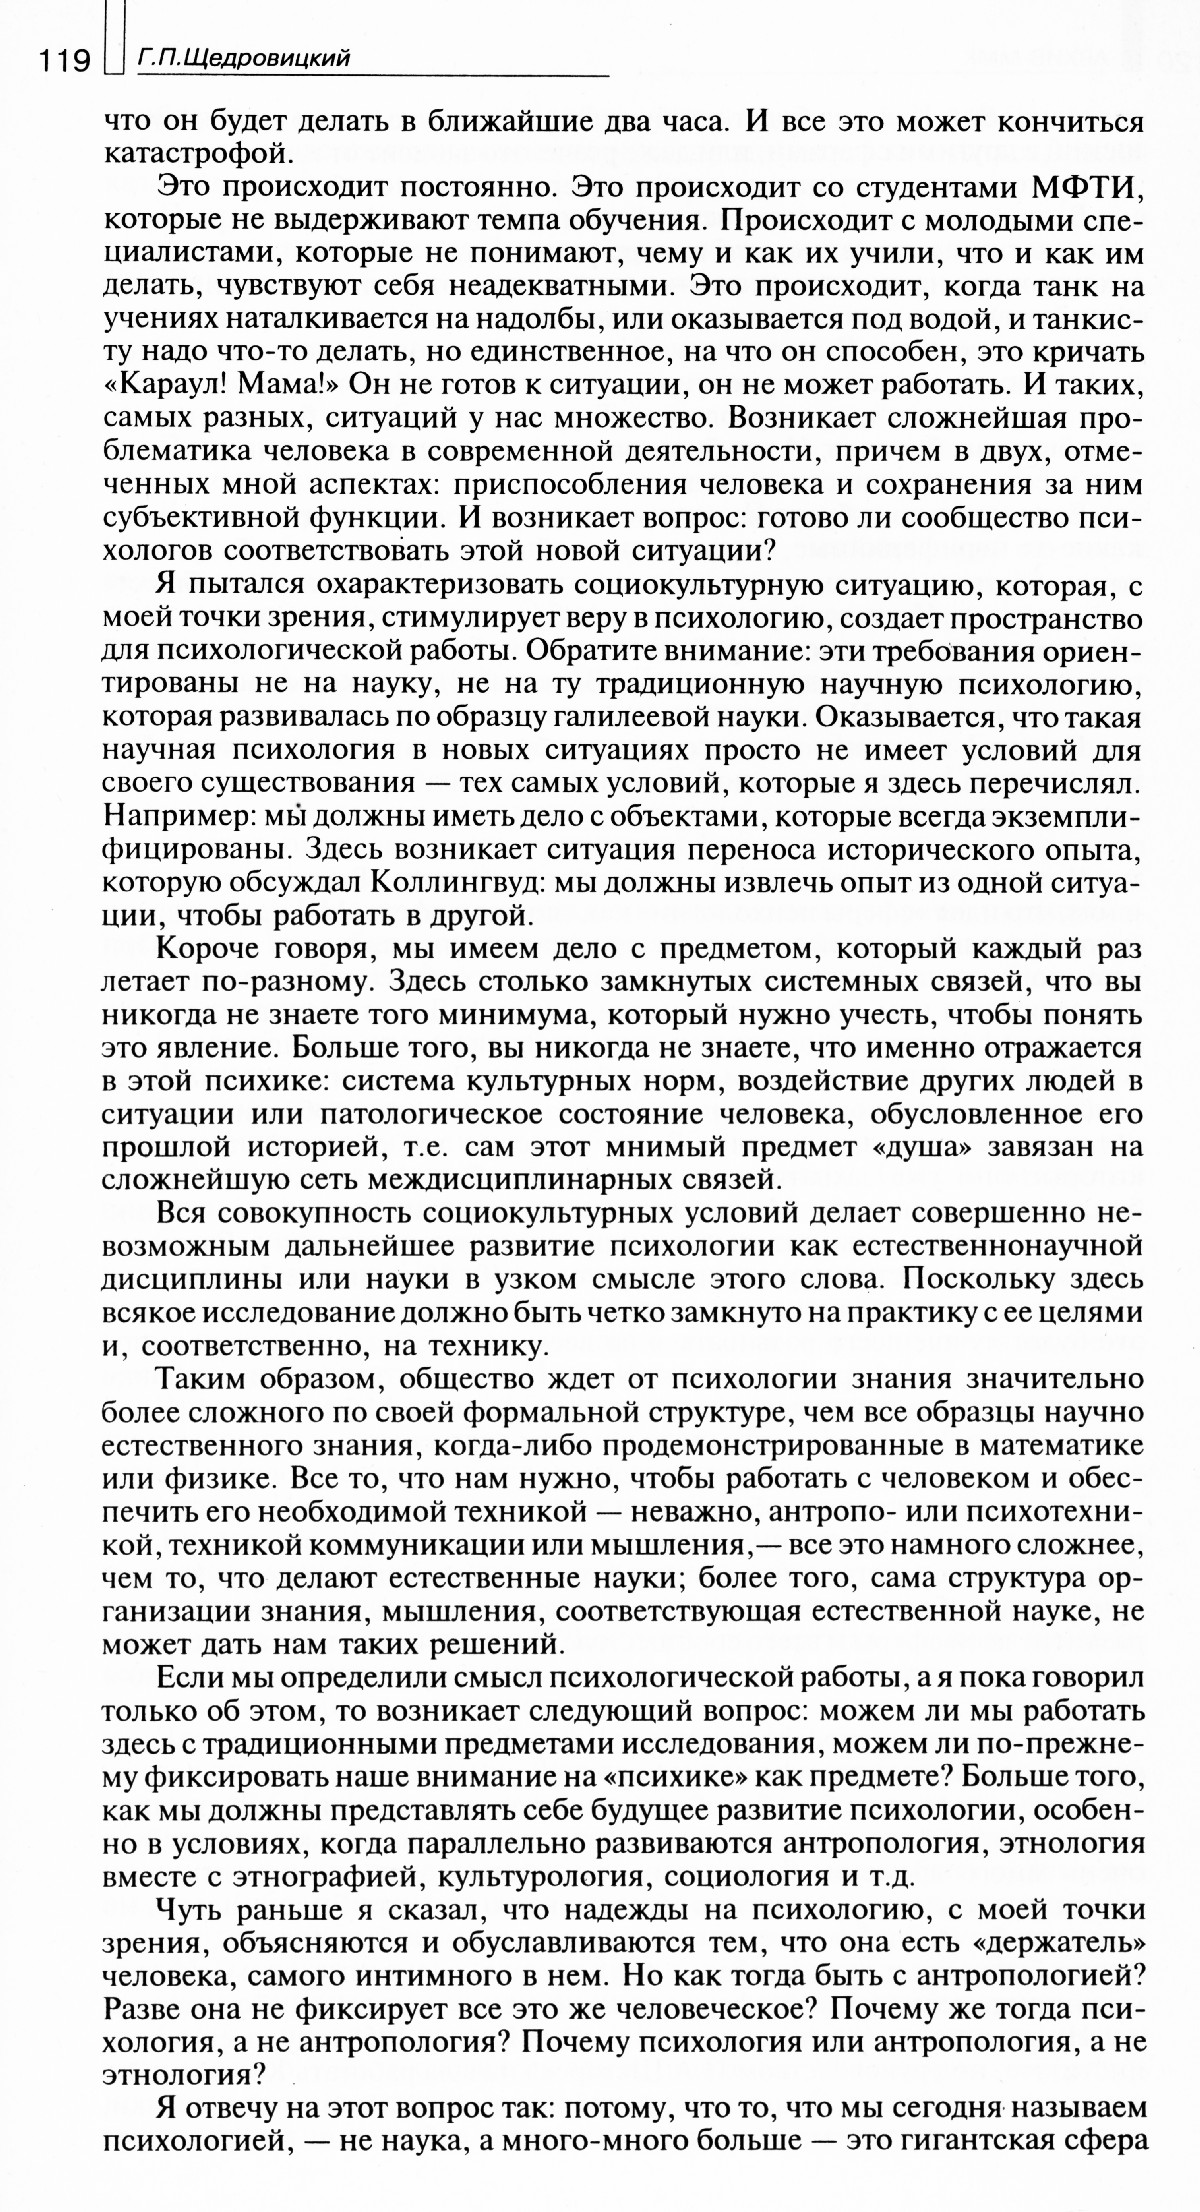 119
Г.П.Щедровицкий
что он будет делать в ближайшие два часа. И все это может кончиться
катастрофой.
Это происходит постоянно. Это происходит со студентами МФТИ,
которые не выдерживают темпа обучения. Происходит с молодыми спе-
циалистами, которые не понимают, чему и как их учили, что и как им
делать, чувствуют себя неадекватными. Это происходит, когда танк на
учениях наталкивается на надолбы, или оказывается под водой, и танкис-
ту надо что-то делать, но единственное, на что он способен, это кричать
«Караул! Мама!» Он не готов к ситуации, он не может работать. И таких,
самых разных, ситуаций у нас множество. Возникает сложнейшая про-
блематика человека в современной деятельности, причем в двух, отме-
ченных мной аспектах: приспособления человека и сохранения за ним
субъективной функции. И возникает вопрос: готово ли сообщество пси-
хологов соответствовать этой новой ситуации?
Я пытался охарактеризовать социокультурную ситуацию, которая, с
моей точки зрения, стимулирует веру в психологию, создает пространство
для психологической работы. Обратите внимание: эти требования ориен-
тированы не на науку, не на ту традиционную научную психологию,
которая развивалась по образцу галилеевой науки. Оказывается, что такая
научная психология в новых ситуациях просто не имеет условий для
своего существования — тех самых условий, которые я здесь перечислял.
Например: мы должны иметь дело с объектами, которые всегда экземпли-
фицированы. Здесь возникает ситуация переноса исторического опыта,
которую обсуждал Коллингвуд: мы должны извлечь опыт из одной ситуа-
ции, чтобы работать в другой.
Короче говоря, мы имеем дело с предметом, который каждый раз
летает по-разному. Здесь столько замкнутых системных связей, что вы
никогда не знаете того минимума, который нужно учесть, чтобы понять
это явление. Больше того, вы никогда не знаете, что именно отражается
в этой психике: система культурных норм, воздействие других людей в
ситуации или патологическое состояние человека, обусловленное его
прошлой историей, т.е. сам этот мнимый предмет «душа» завязан на
сложнейшую сеть междисциплинарных связей.
Вся совокупность социокультурных условий делает совершенно не-
возможным дальнейшее развитие психологии как естественнонаучной
дисциплины или науки в узком смысле этого слова. Поскольку здесь
всякое исследование должно быть четко замкнуто на практику с ее целями
и, соответственно, на технику.
Таким образом, общество ждет от психологии знания значительно
более сложного по своей формальной структуре, чем все образцы научно
естественного знания, когда-либо продемонстрированные в математике
или физике. Все то, что нам нужно, чтобы работать с человеком и обес-
печить его необходимой техникой — неважно, антропо- или психотехни-
кой, техникой коммуникации или мышления,— все это намного сложнее,
чем то, что делают естественные науки; более того, сама структура ор-
ганизации знания, мышления, соответствующая естественной науке, не
может дать нам таких решений.
Если мы определили смысл психологической работы, а я пока говорил
только об этом, то возникает следующий вопрос: можем ли мы работать
здесь с традиционными предметами исследования, можем ли по-прежне-
му фиксировать наше внимание на «психике» как предмете? Больше того,
как мы должны представлять себе будущее развитие психологии, особен-
но в условиях, когда параллельно развиваются антропология, этнология
вместе с этнографией, культурология, социология и т.д.
Чуть раньше я сказал, что надежды на психологию, с моей точки
зрения, объясняются и обуславливаются тем, что она есть «держатель»
человека, самого интимного в нем. Но как тогда быть с антропологией?
Разве она не фиксирует все это же человеческое? Почему же тогда пси-
хология, а не антропология? Почему психология или антропология, а не
этнология?
Я отвечу на этот вопрос так: потому, что то, что мы сегодня называем
психологией, — не наука, а много-много больше — это гигантская сфера